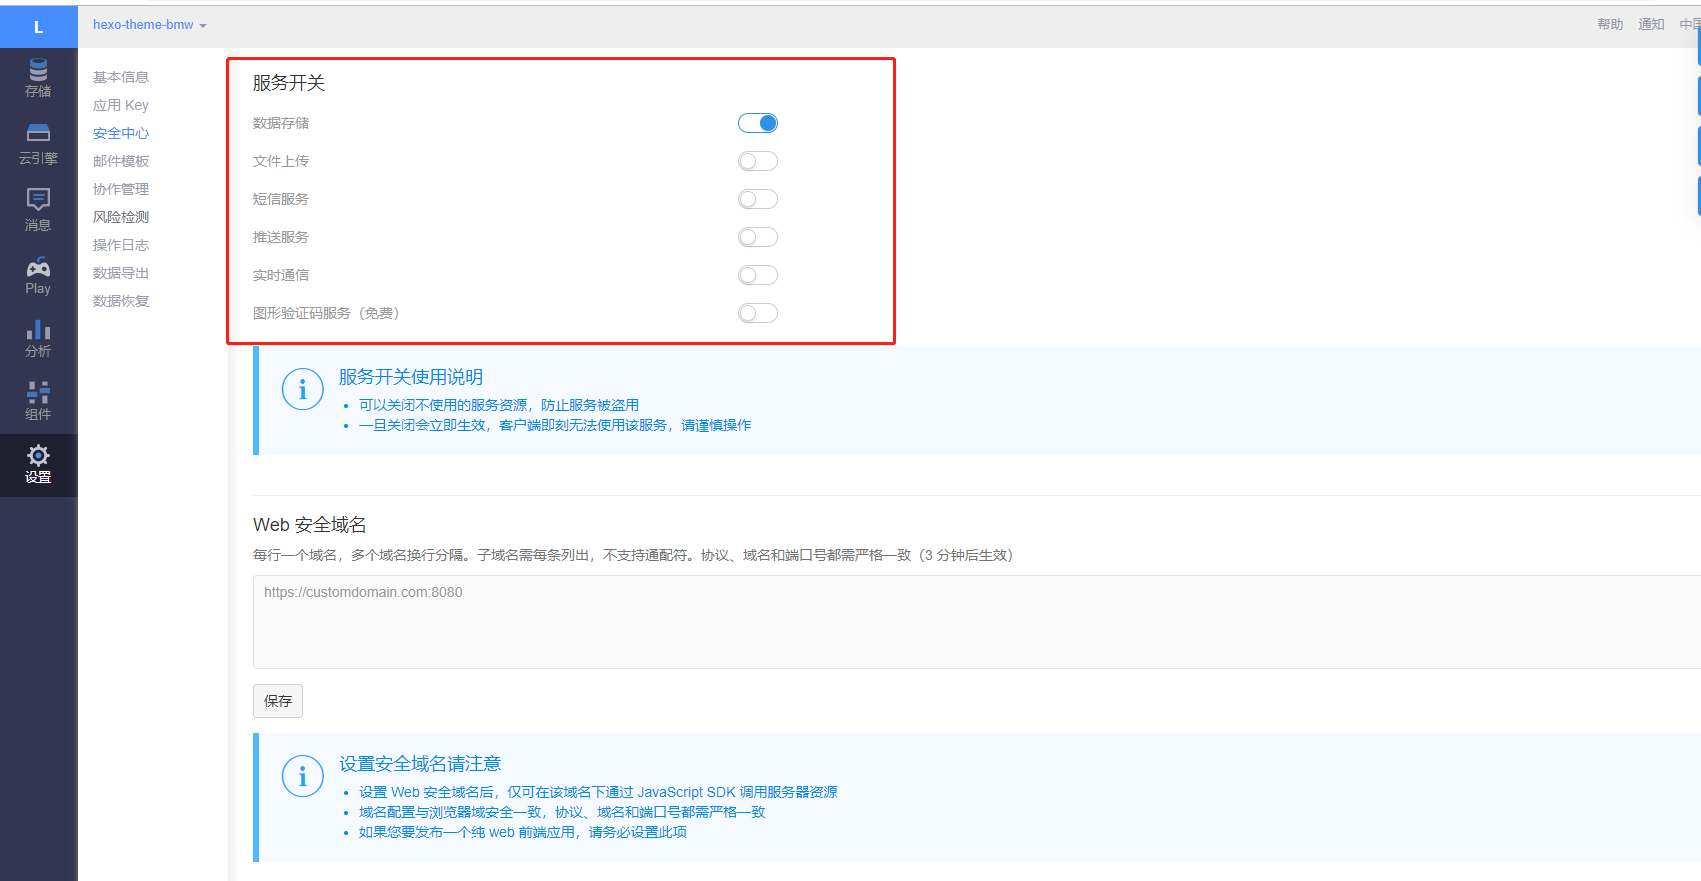 L
hexo-theme-bmw
帮助
通知
存储
云引擎
消息
Play
分析
组件
设置
基本信息
应用 Key
安全中心
邮件模板
协作管理
风险检测
操作日志
数据导出
数据恢复
服务开关
数据存储
文件上传
短信服务
推送服务
实时通信
图形验证码服务（免费）
服务开关使用说明
可以关闭不使用的服务资源，防止服务被盗用
一旦关闭会立即生效，客户端即刻无法使用该服务，请谨慎操作
Web 安全域名
每行一个域名，多个域名换行分隔。子域名需每条列出，不支持通配符。协议、域名和端口号都需严格一致（3 分钟后生效）
https://customdomain.com:8080
保存
设置安全域名请注意
设置 Web 安全域名后，仅可在该域名下通过 JavaScript SDK 调用服务器资源
域名配置与浏览器域安全一致，协议、域名和端口号都需严格一致
如果您要发布一个纯 web 前端应用，请务必设置此项